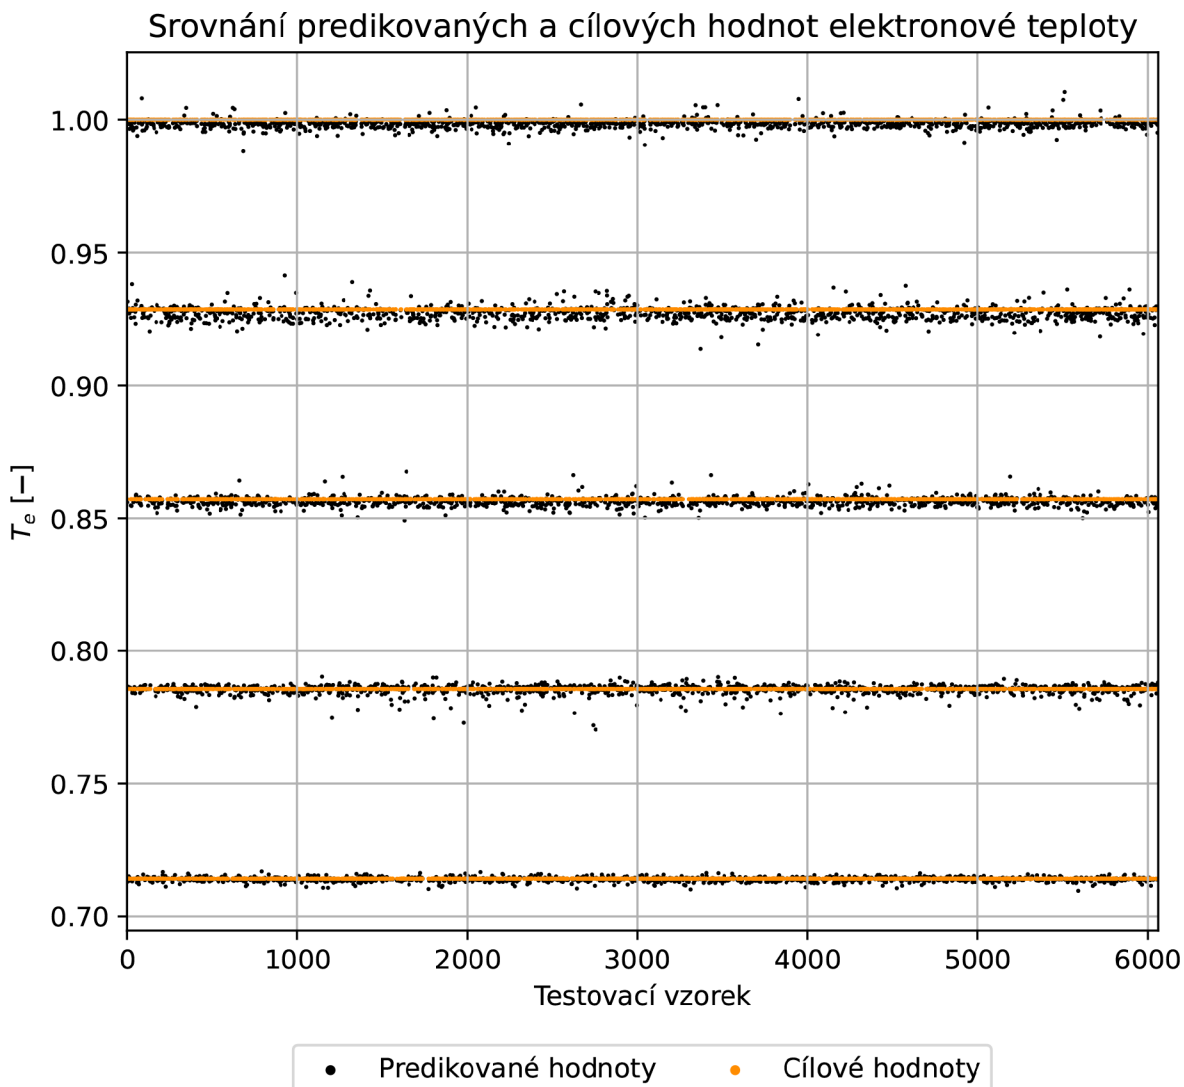 Srovnání predikovaných a cílových hodnot elektronové teploty
1.00
0.95
0.90
0.85
0.80
0.75
0.70
T_e [−]
0 1000 2000 3000 4000 5000 6000
Testovací vzorek
Predikované hodnoty Cílové hodnoty